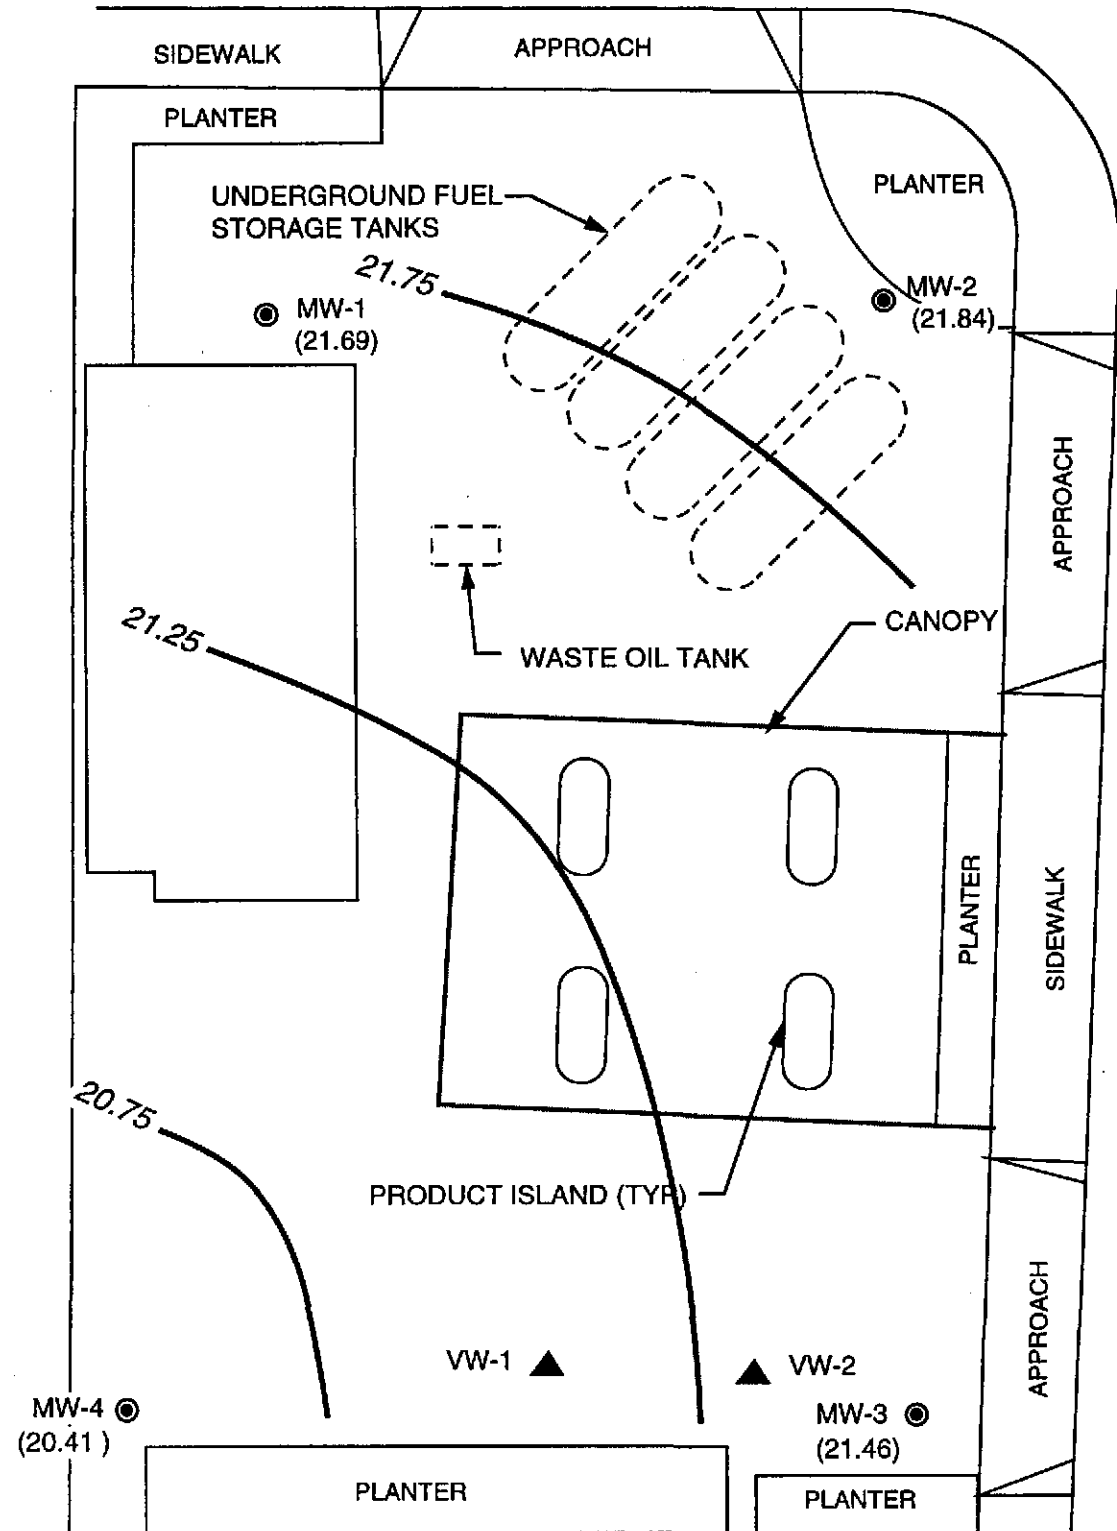 SIDEWALK
APPROACH
PLANTER
UNDERGROUND FUEL
STORAGE TANKS
PLANTER
21.75
MW-1
(21.69)
MW-2
(21.84)
APPROACH
21.25
WASTE OIL TANK
CANOPY
PLANTER
SIDEWALK
20.75
PRODUCT ISLAND (TYP)
APPROACH
VW-1
VW-2
MW-4
(20.41 )
MW-3
(21.46)
PLANTER
PLANTER